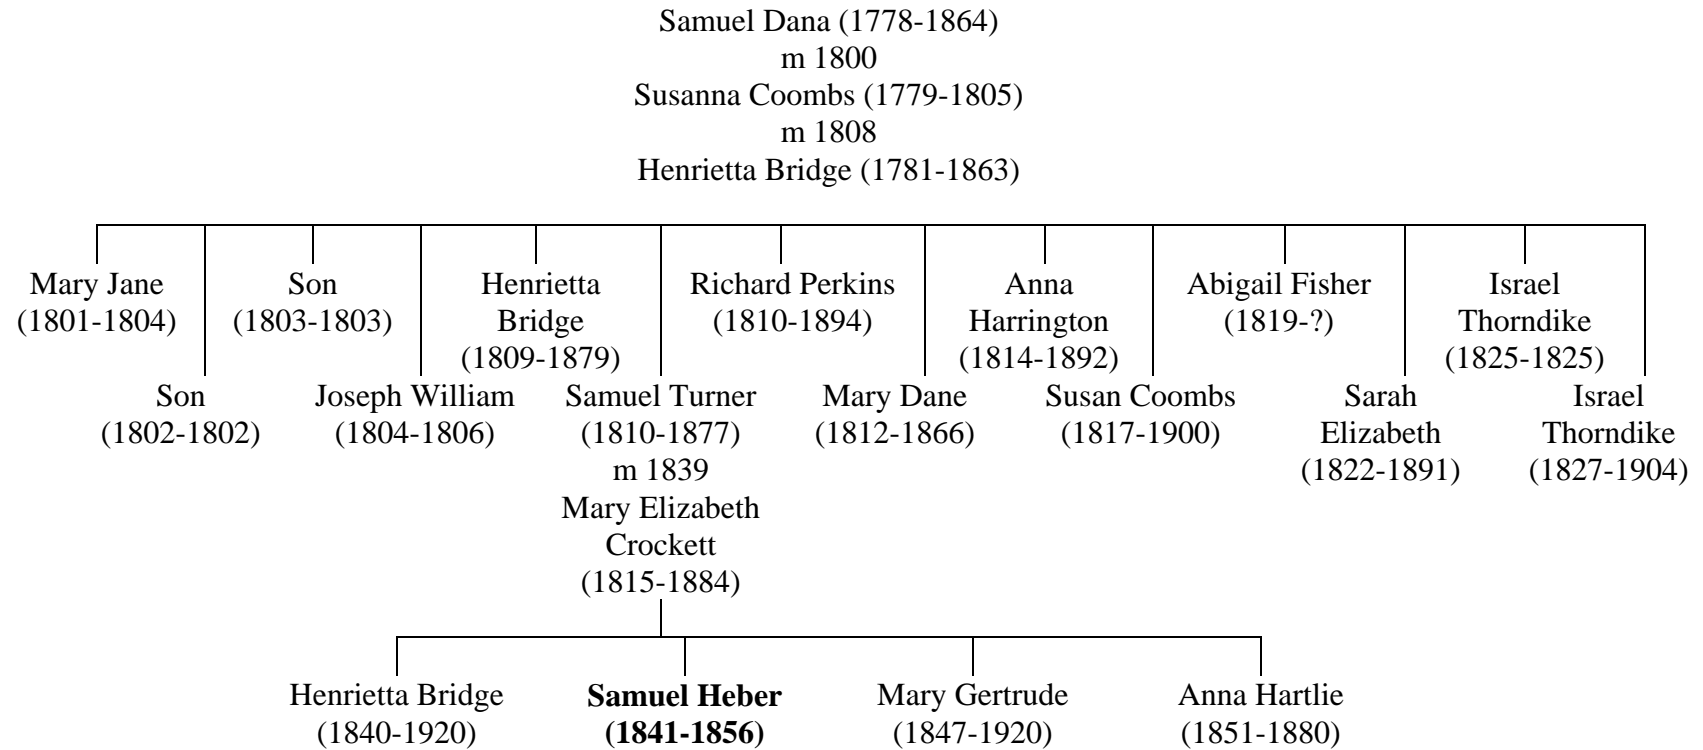 Samuel Dana (1778-1864)
m 1800
Susanna Coombs (1779-1805)
m 1808
Henrietta Bridge (1781-1863)
Mary Jane
(1801-1804)
Son
(1802-1802)
Son
(1803-1803)
Joseph William
(1804-1806)
Henrietta
Bridge
(1809-1879)
Samuel Turner
(1810-1877)
m 1839
Mary Elizabeth
Crockett
(1815-1884)
Richard Perkins
(1810-1894)
Mary Dane
(1812-1866)
Anna
Harrington
(1814-1892)
Susan Coombs
(1817-1900)
Abigail Fisher
(1819-?)
Sarah
Elizabeth
(1822-1891)
Israel
Thorndike
(1825-1825)
Israel
Thorndike
(1827-1904)
Henrietta Bridge
(1840-1920)
Samuel Heber
(1841-1856)
Mary Gertrude
(1847-1920)
Anna Hartlie
(1851-1880)